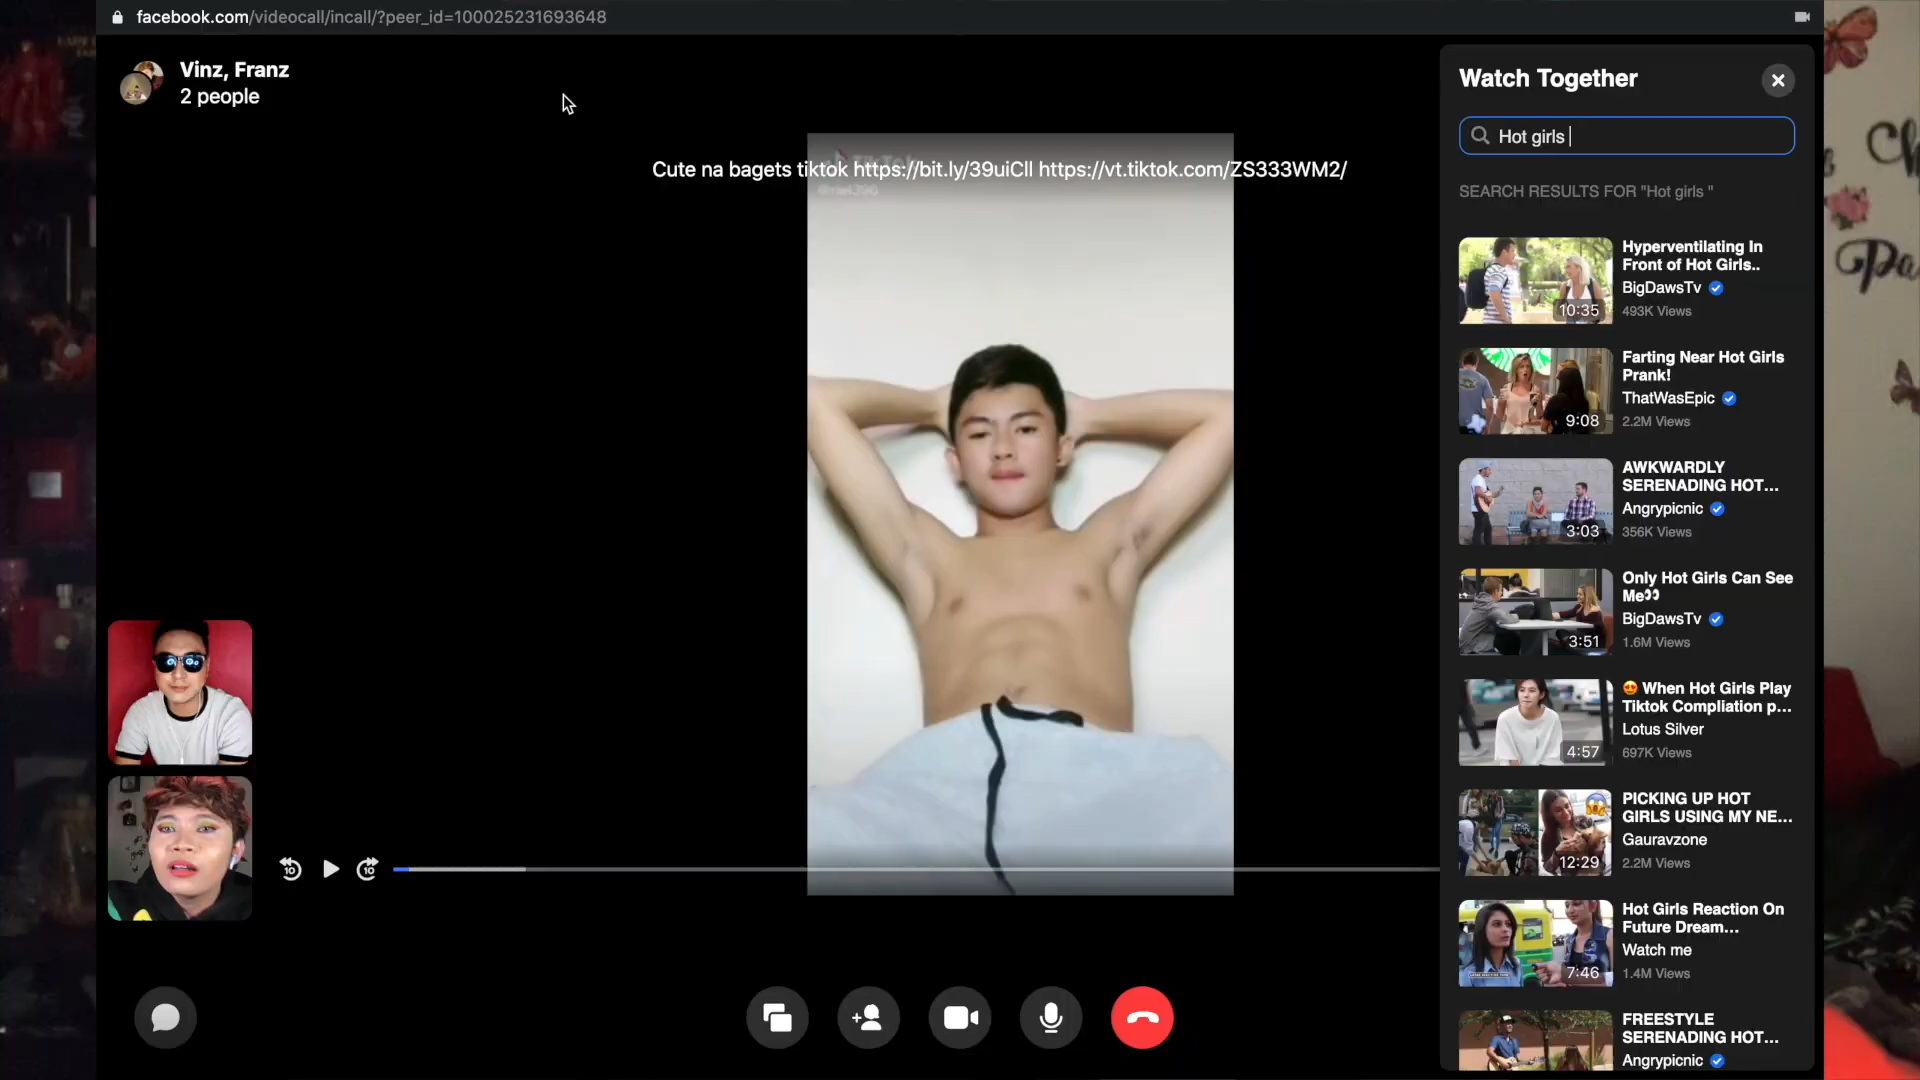 facebook.com/videocall/incall/?peer_id=100025231693648
Vinz, Franz
2 people
Cute na bagets tiktok https://bit.ly/39uiCll https://vt.tiktok.com/ZS333WM2/
Watch Together
Hot girls
SEARCH RESULTS FOR "Hot girls "
Hyperventilating In
Front of Hot Girls..
BigDawsTv
493K Views
10:35
Farting Near Hot Girls
Prank!
ThatWasEpic
2.2M Views
9:08
AWKWARDLY
SERENADING HOT...
Angrypicnic
356K Views
3:03
Only Hot Girls Can See
Me👀
BigDawsTv
1.6M Views
3:51
😍 When Hot Girls Play
Tiktok Compliation p...
Lotus Silver
697K Views
4:57
PICKING UP HOT
GIRLS USING MY NE...
Gauravzone
2.2M Views
12:29
Hot Girls Reaction On
Future Dream...
Watch me
1.4M Views
7:46
FREESTYLE
SERENADING HOT...
Angrypicnic
10
10